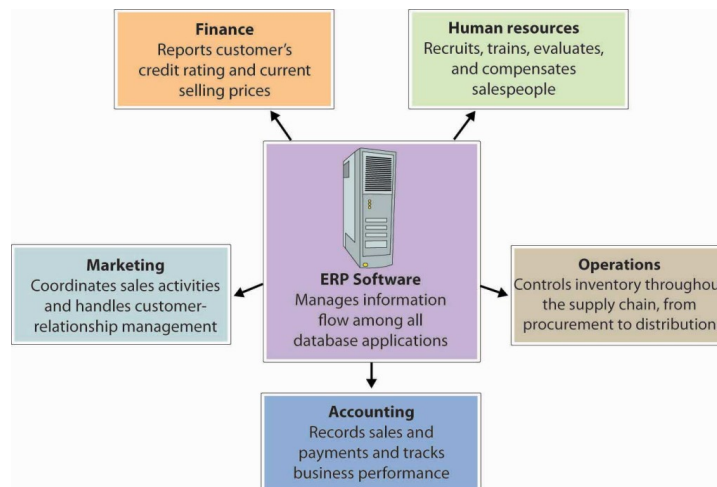 Finance
Reports customer's
credit rating and current
selling prices
Human resources
Recruits, trains, evaluates,
and compensates
salespeople
Marketing
Coordinates sales activities
and handles customer-
relationship management
ERP Software
Manages information
flow among all
database applications
Operations
Controls inventory throughout
the supply chain, from
procurement to distribution
Accounting
Records sales and
payments and tracks
business performance